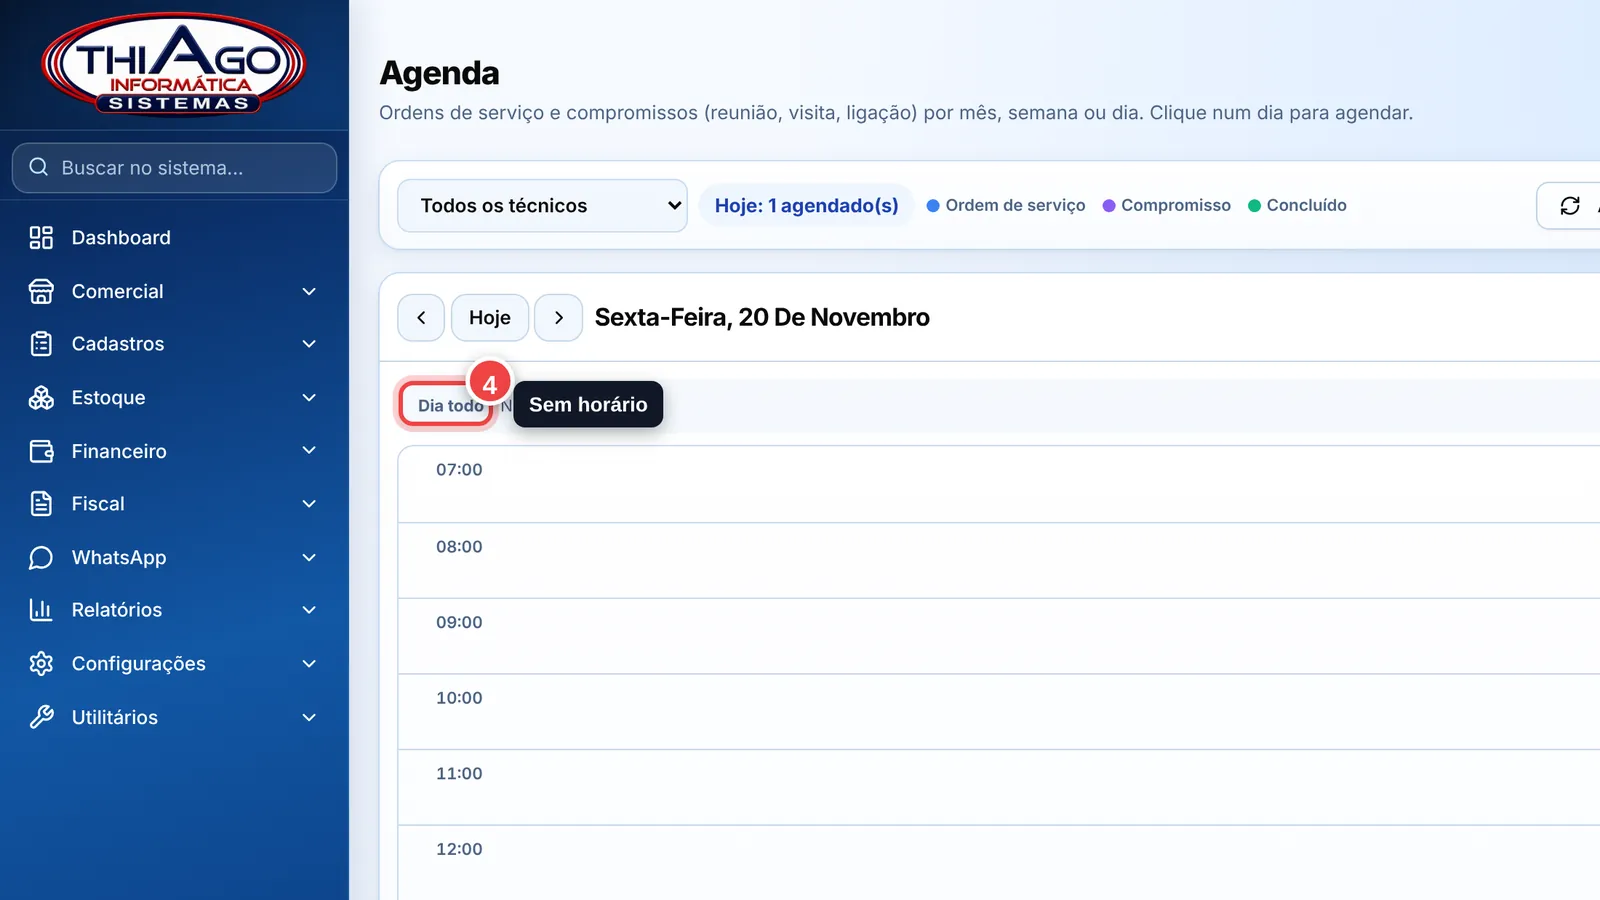 THIAGO
INFORMÁTICA
SISTEMAS
Buscar no sistema...
Dashboard
Comercial
Cadastros
Estoque
Financeiro
Fiscal
WhatsApp
Relatórios
Configurações
Utilitários
Agenda
Ordens de serviço e compromissos (reunião, visita, ligação) por mês, semana ou dia. Clique num dia para agendar.
Todos os técnicos
Hoje: 1 agendado(s)
Ordem de serviço
Compromisso
Concluído
Hoje
Sexta-Feira, 20 De Novembro
4
Dia todo
Sem horário
07:00
08:00
09:00
10:00
11:00
12:00